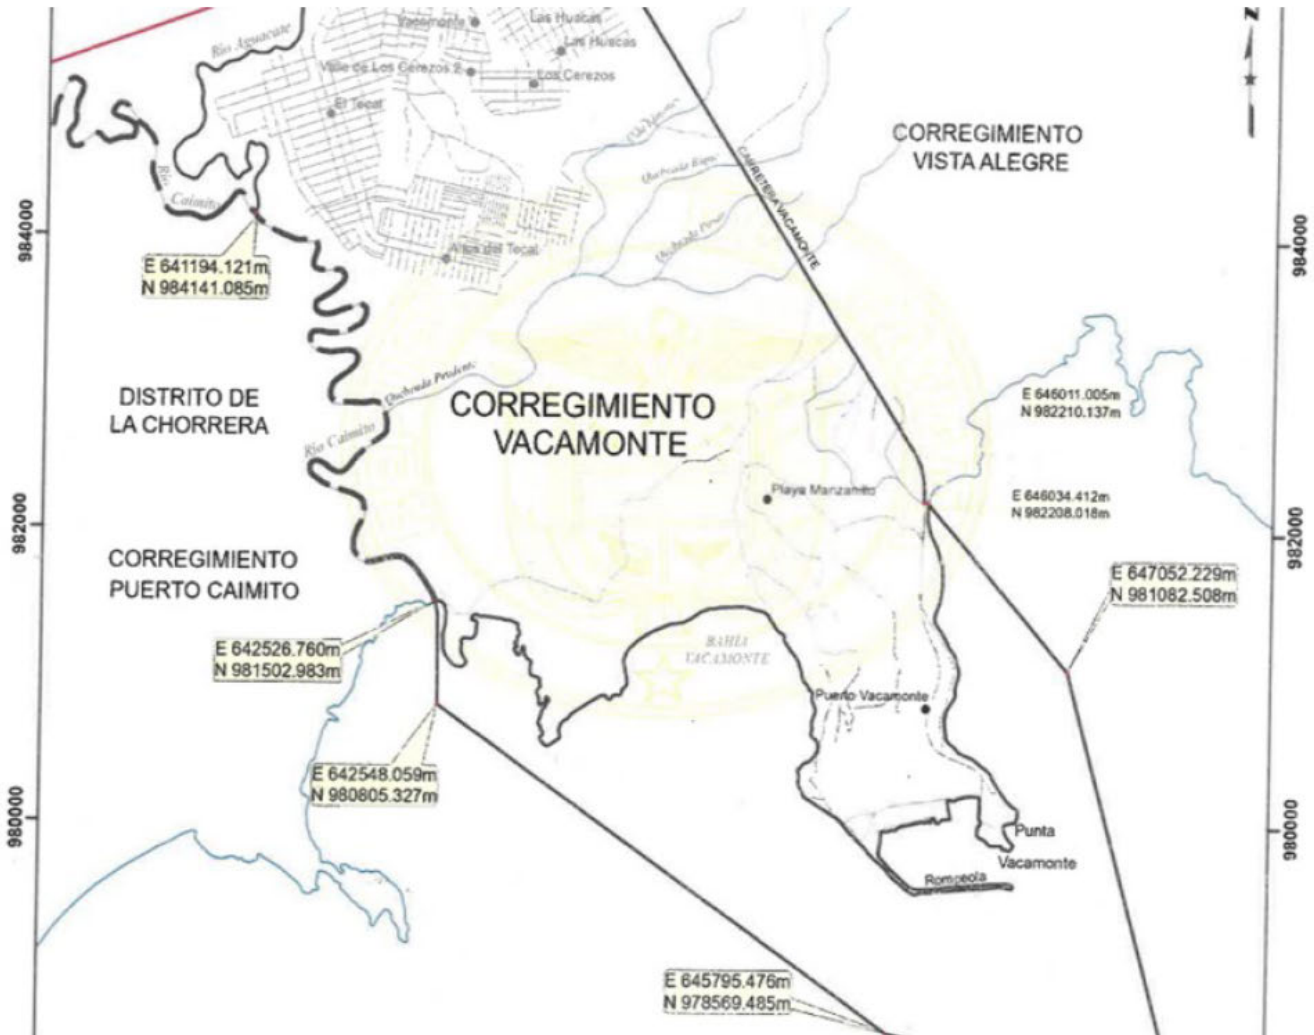 Vacamonte
Las Huacas
N
Río Aguacate
Las Huacas
Valle de Los Cerezos 2
Los Cerezos
El Tecal
CORREGIMIENTO
VISTA ALEGRE
CARRETERA VACAMONTE
Río
Caimito
Altos del Tecal
984000
984000
E 641194.121m
N 984141.085m
Quebrada Prudente
DISTRITO DE
LA CHORRERA
CORREGIMIENTO
VACAMONTE
E 646011.005m
N 982210.137m
Río Caimito
Playa Manzanillo
E 646034.412m
N 982208.018m
982000
982000
CORREGIMIENTO
PUERTO CAIMITO
E 647052.229m
N 981082.508m
E 642526.760m
N 981502.983m
BAHIA
VACAMONTE
Puerto Vacamonte
E 642548.059m
N 980805.327m
980000
980000
Punta
Vacamonte
Rompeola
E 645795.476m
N 978569.485m